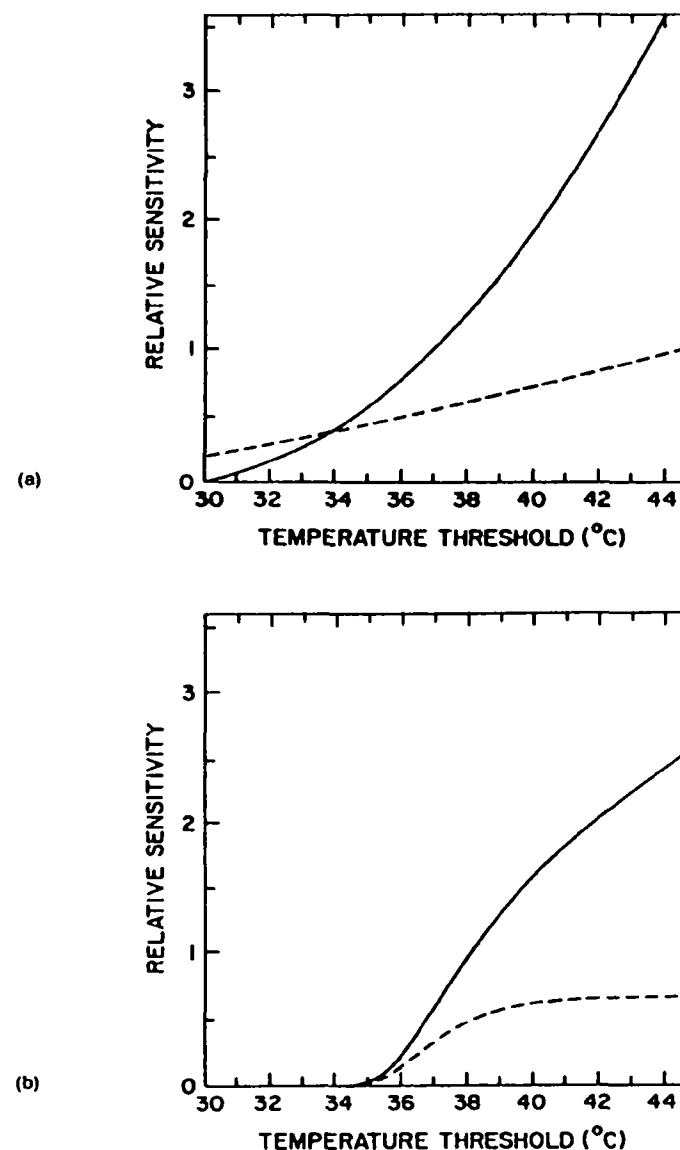 (a)
RELATIVE SENSITIVITY
3
2
1
0
30 32 34 36 38 40 42 44
TEMPERATURE THRESHOLD (°C)
(b)
RELATIVE SENSITIVITY
3
2
1
0
30 32 34 36 38 40 42 44
TEMPERATURE THRESHOLD (°C)